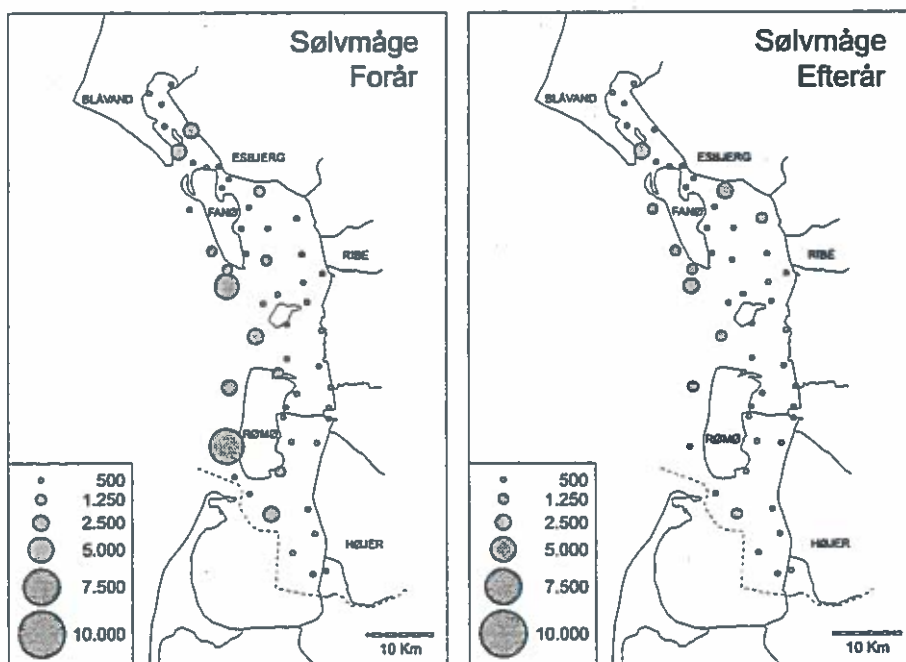 Sølvmåge
Forår
BLÅVAND
ESBJERG
FANØ
RIBE
RØMØ
HØJER
500
1.250
2.500
5.000
7.500
10.000
10 Km
Sølvmåge
Efterår
BLÅVAND
ESBJERG
FANØ
RIBE
RØMØ
HØJER
500
1.250
2.500
5.000
7.500
10.000
10 Km